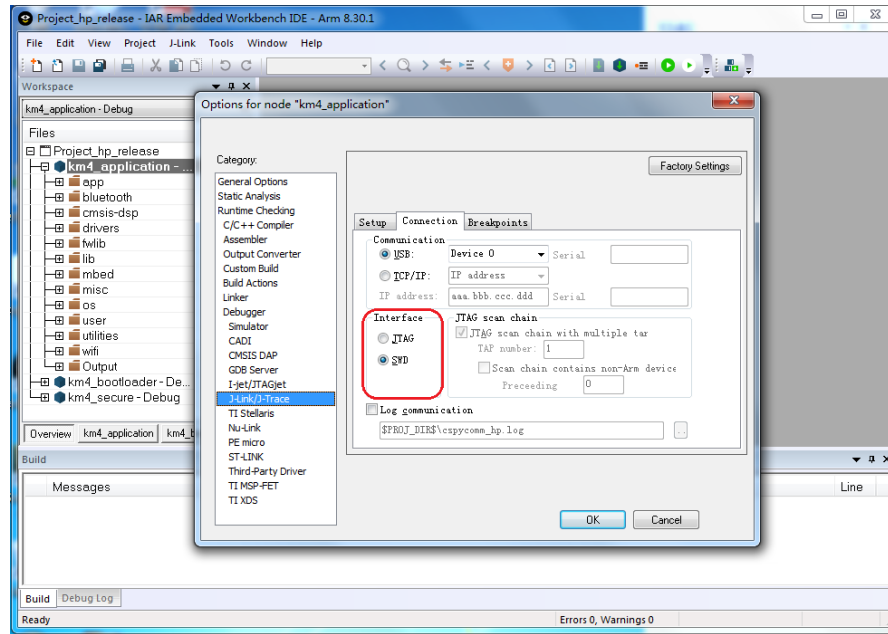 Project_hp_release - IAR Embedded Workbench IDE - Arm 8.30.1
File Edit View Project J-Link Tools Window Help
Workspace
km4_application - Debug
Files
Project_hp_release
km4_application - ...
app
bluetooth
cmsis-dsp
drivers
fwlib
lib
mbed
misc
os
user
utilities
wifi
Output
km4_bootloader - De...
km4_secure - Debug
Overview km4_application km4_b
Options for node "km4_application"
Category:
General Options
Static Analysis
Runtime Checking
C/C++ Compiler
Assembler
Output Converter
Custom Build
Build Actions
Linker
Debugger
Simulator
CADI
CMSIS DAP
GDB Server
I-jet/JTAGjet
J-Link/J-Trace
TI Stellaris
Nu-Link
PE micro
ST-LINK
Third-Party Driver
TI MSP-FET
TI XDS
Factory Settings
Setup Connection Breakpoints
Communication
USB: Device 0 Serial
TCP/IP: IP address
IP address: aaa.bbb.ccc.ddd Serial
Interface
JTAG
SWD
JTAG scan chain
JTAG scan chain with multiple tar
TAP number: 1
Scan chain contains non-Arm device
Preceeding 0
Log communication
$PROJ_DIR$\cspycomm_hp.log
..
OK Cancel
Build
Messages Line
Build Debug Log
Ready Errors 0, Warnings 0